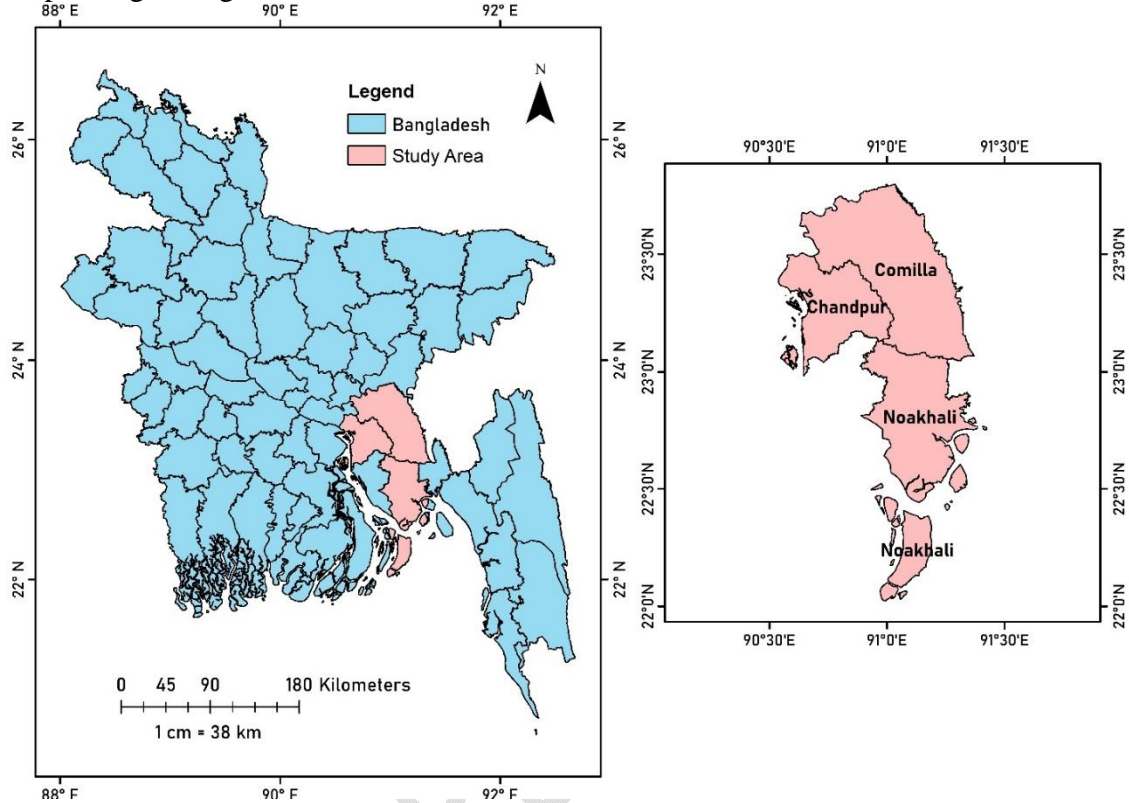 88° E
90° E
92° E
N
Legend
Bangladesh
Study Area
26° N
26° N
24° N
24° N
22° N
22° N
0 45 90 180 Kilometers
1 cm = 38 km
88° E
90° E
92° E
90°30'E
91°0'E
91°30'E
23°30'N
23°30'N
Comilla
Chandpur
23°0'N
23°0'N
Noakhali
22°30'N
22°30'N
Noakhali
22°0'N
22°0'N
90°30'E
91°0'E
91°30'E